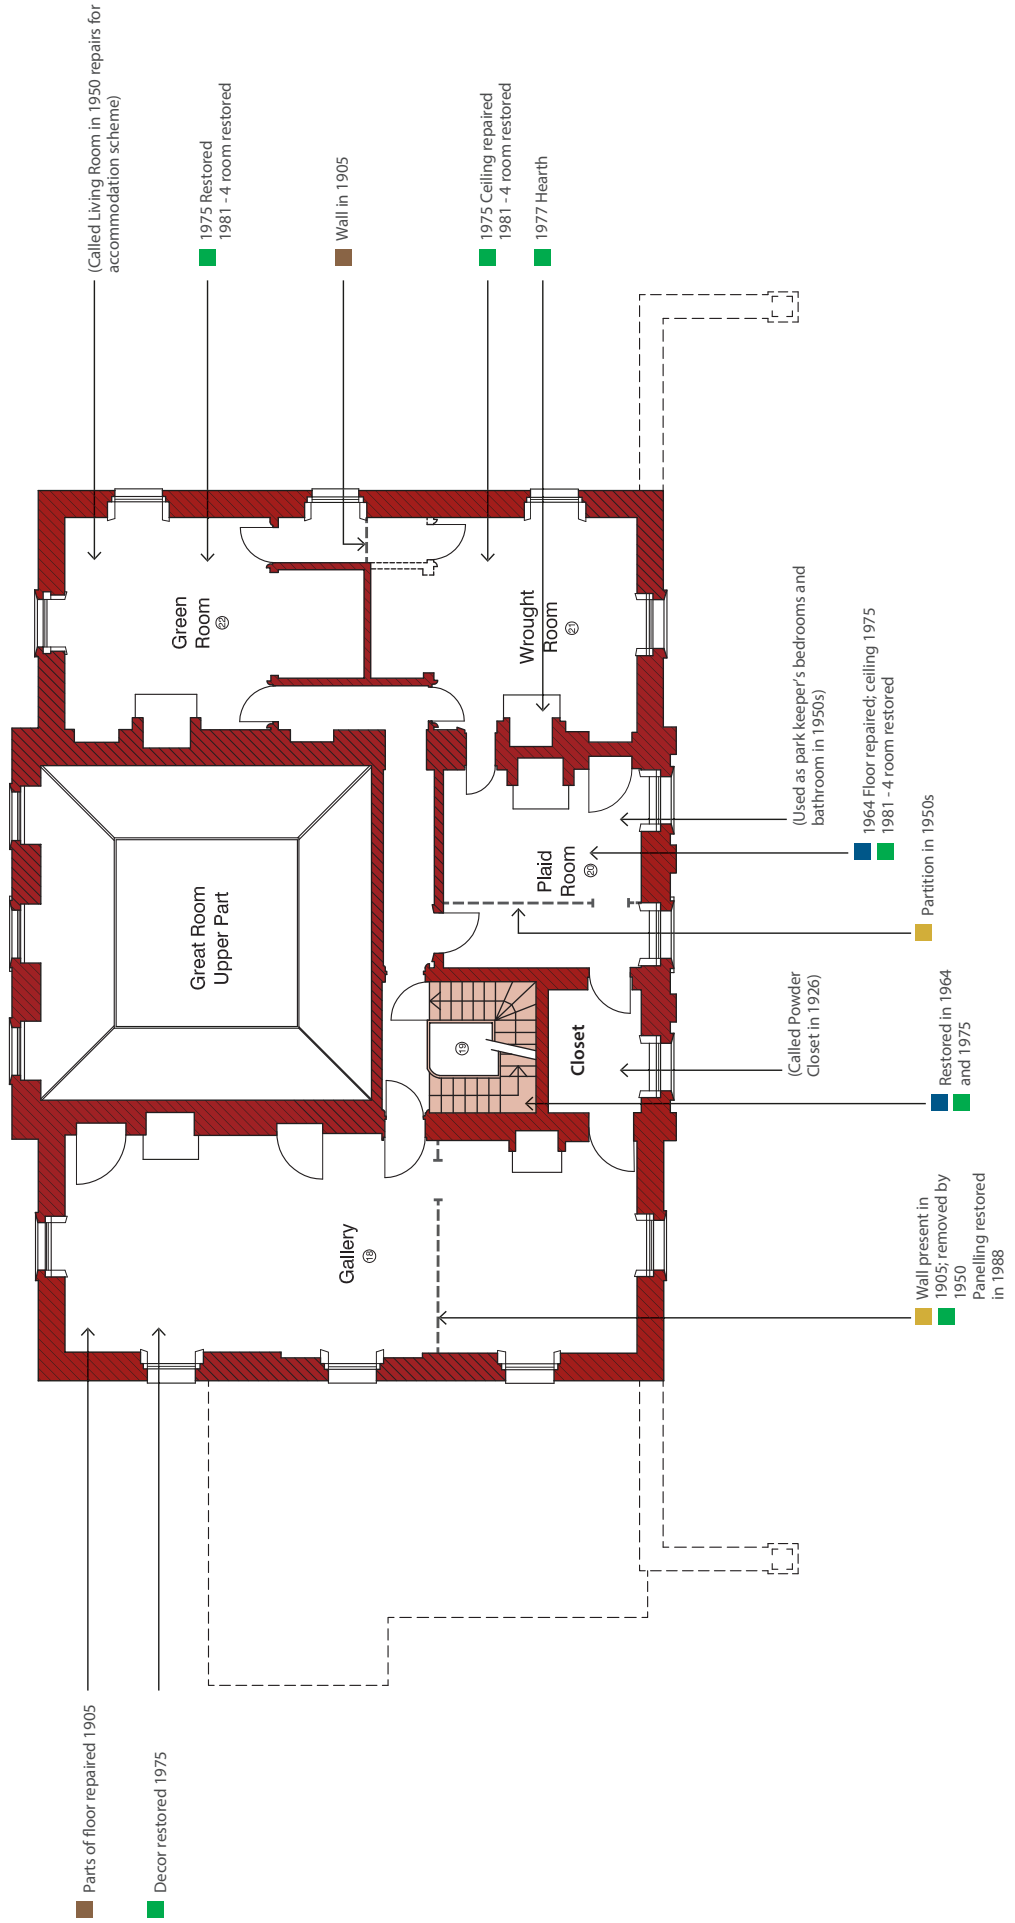 (Called Living Room in 1950 repairs for
accommodation scheme)
1975 Restored
1981 - 4 room restored
Wall in 1905
1975 Ceiling repaired
1981 - 4 room restored
1977 Hearth
Green
Room
22
Wrought
Room
21
Great Room
Upper Part
Plaid
Room
20
(Used as park keeper's bedrooms and
bathroom in 1950s)
1964 Floor repaired; ceiling 1975
1981 - 4 room restored
Partition in 1950s
19
Closet
(Called Powder
Closet in 1926)
Restored in 1964
and 1975
Gallery
18
Wall present in
1905; removed by
1950
Panelling restored
in 1988
Parts of floor repaired 1905
Decor restored 1975